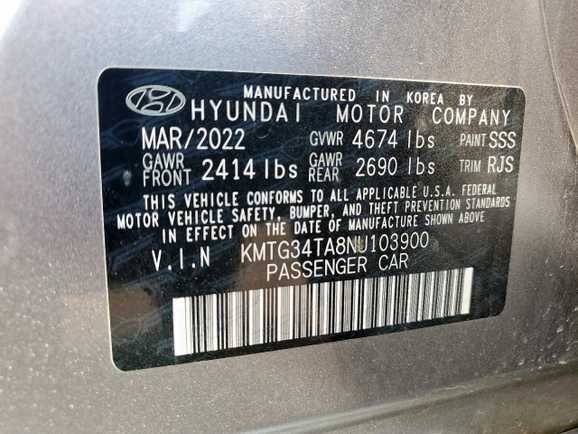 MANUFACTURED IN KOREA BY
HYUNDAI MOTOR COMPANY
MAR/2022 GVWR 4674 lbs PAINT SSS
GAWR FRONT 2414 lbs GAWR REAR 2690 lbs TRIM RJS
THIS VEHICLE CONFORMS TO ALL APPLICABLE U.S.A. FEDERAL
MOTOR VEHICLE SAFETY, BUMPER, AND THEFT PREVENTION STANDARDS
IN EFFECT ON THE DATE OF MANUFACTURE SHOWN ABOVE
V.I.N KMTG34TA8NU103900
PASSENGER CAR